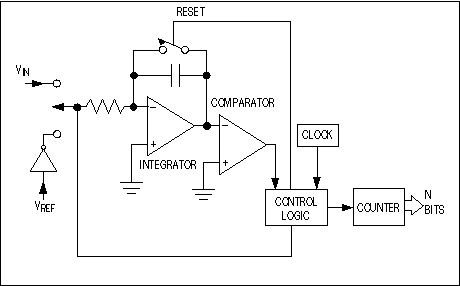 RESET
VIN
COMPARATOR
CLOCK
INTEGRATOR
VREF
CONTROL
LOGIC
COUNTER
N
BITS